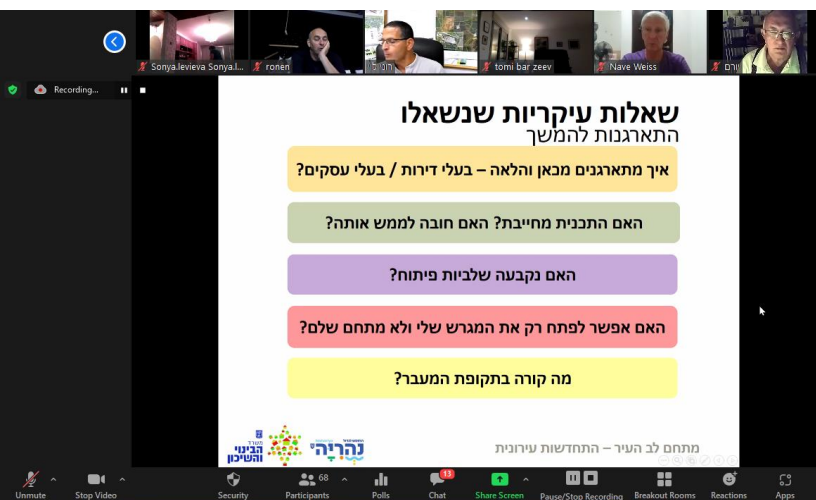 Sonya.levieva Sonya.l...
ronen
רוני לי
tomi bar zeev
Nave Weiss
יורם
Recording...
שאלות עיקריות שנשאלו
התארגנות להמשך
איך מתארגנים מכאן והלאה – בעלי דירות / בעלי עסקים?
האם התכנית מחייבת? האם חובה לממש אותה?
האם נקבעה שלביות פיתוח?
האם אפשר לפתח רק את המגרש שלי ולא מתחם שלם?
מה קורה בתקופת המעבר?
משרד
הבינוי
והשיכון
נהריה
מתחם לב העיר – התחדשות עירונית
68
13
Unmute
Stop Video
Security
Participants
Polls
Chat
Share Screen
Pause/Stop Recording
Breakout Rooms
Reactions
Apps